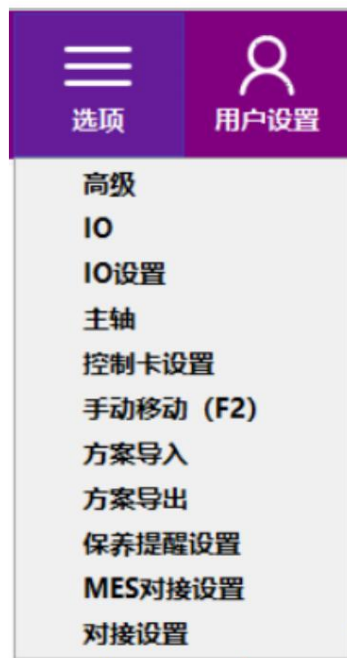 选项 用户设置
高级
IO
IO设置
主轴
控制卡设置
手动移动（F2）
方案导入
方案导出
保养提醒设置
MES对接设置
对接设置